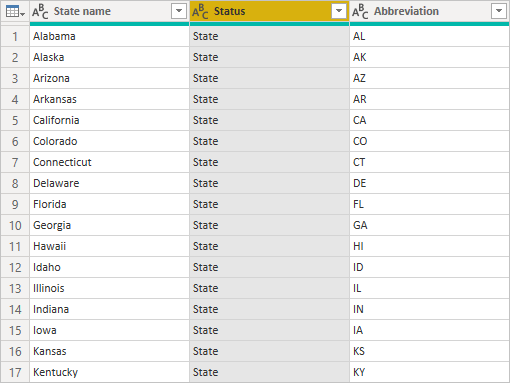 ABC State name ABC Status ABC Abbreviation
1 Alabama State AL
2 Alaska State AK
3 Arizona State AZ
4 Arkansas State AR
5 California State CA
6 Colorado State CO
7 Connecticut State CT
8 Delaware State DE
9 Florida State FL
10 Georgia State GA
11 Hawaii State HI
12 Idaho State ID
13 Illinois State IL
14 Indiana State IN
15 Iowa State IA
16 Kansas State KS
17 Kentucky State KY